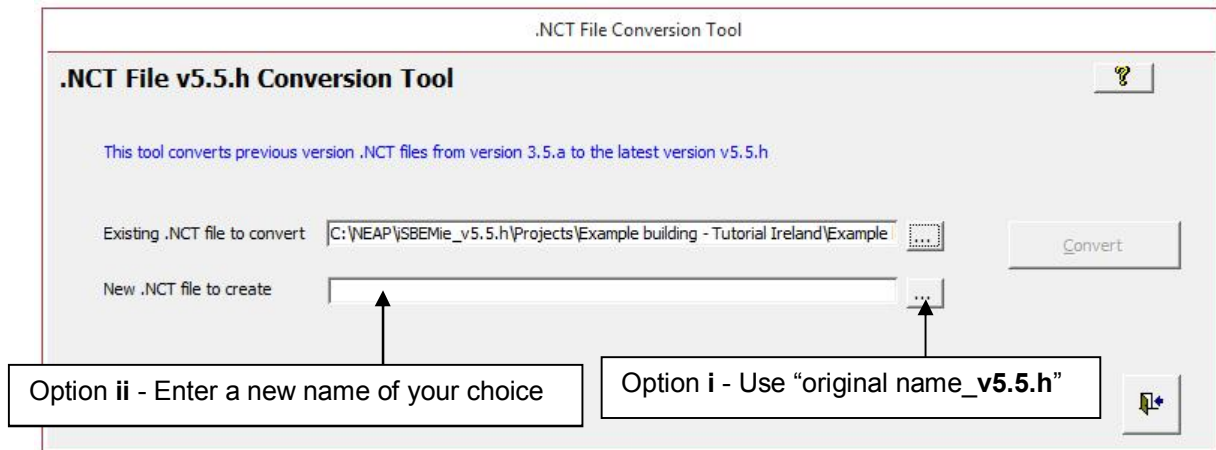 .NCT File Conversion Tool
.NCT File v5.5.h Conversion Tool
?
This tool converts previous version .NCT files from version 3.5.a to the latest version v5.5.h
Existing .NCT file to convert C:\NEAP\iSBEMie_v5.5.h\Projects\Example building - Tutorial Ireland\Example ...
Convert
New .NCT file to create ...
Option ii - Enter a new name of your choice
Option i - Use “original name_v5.5.h”